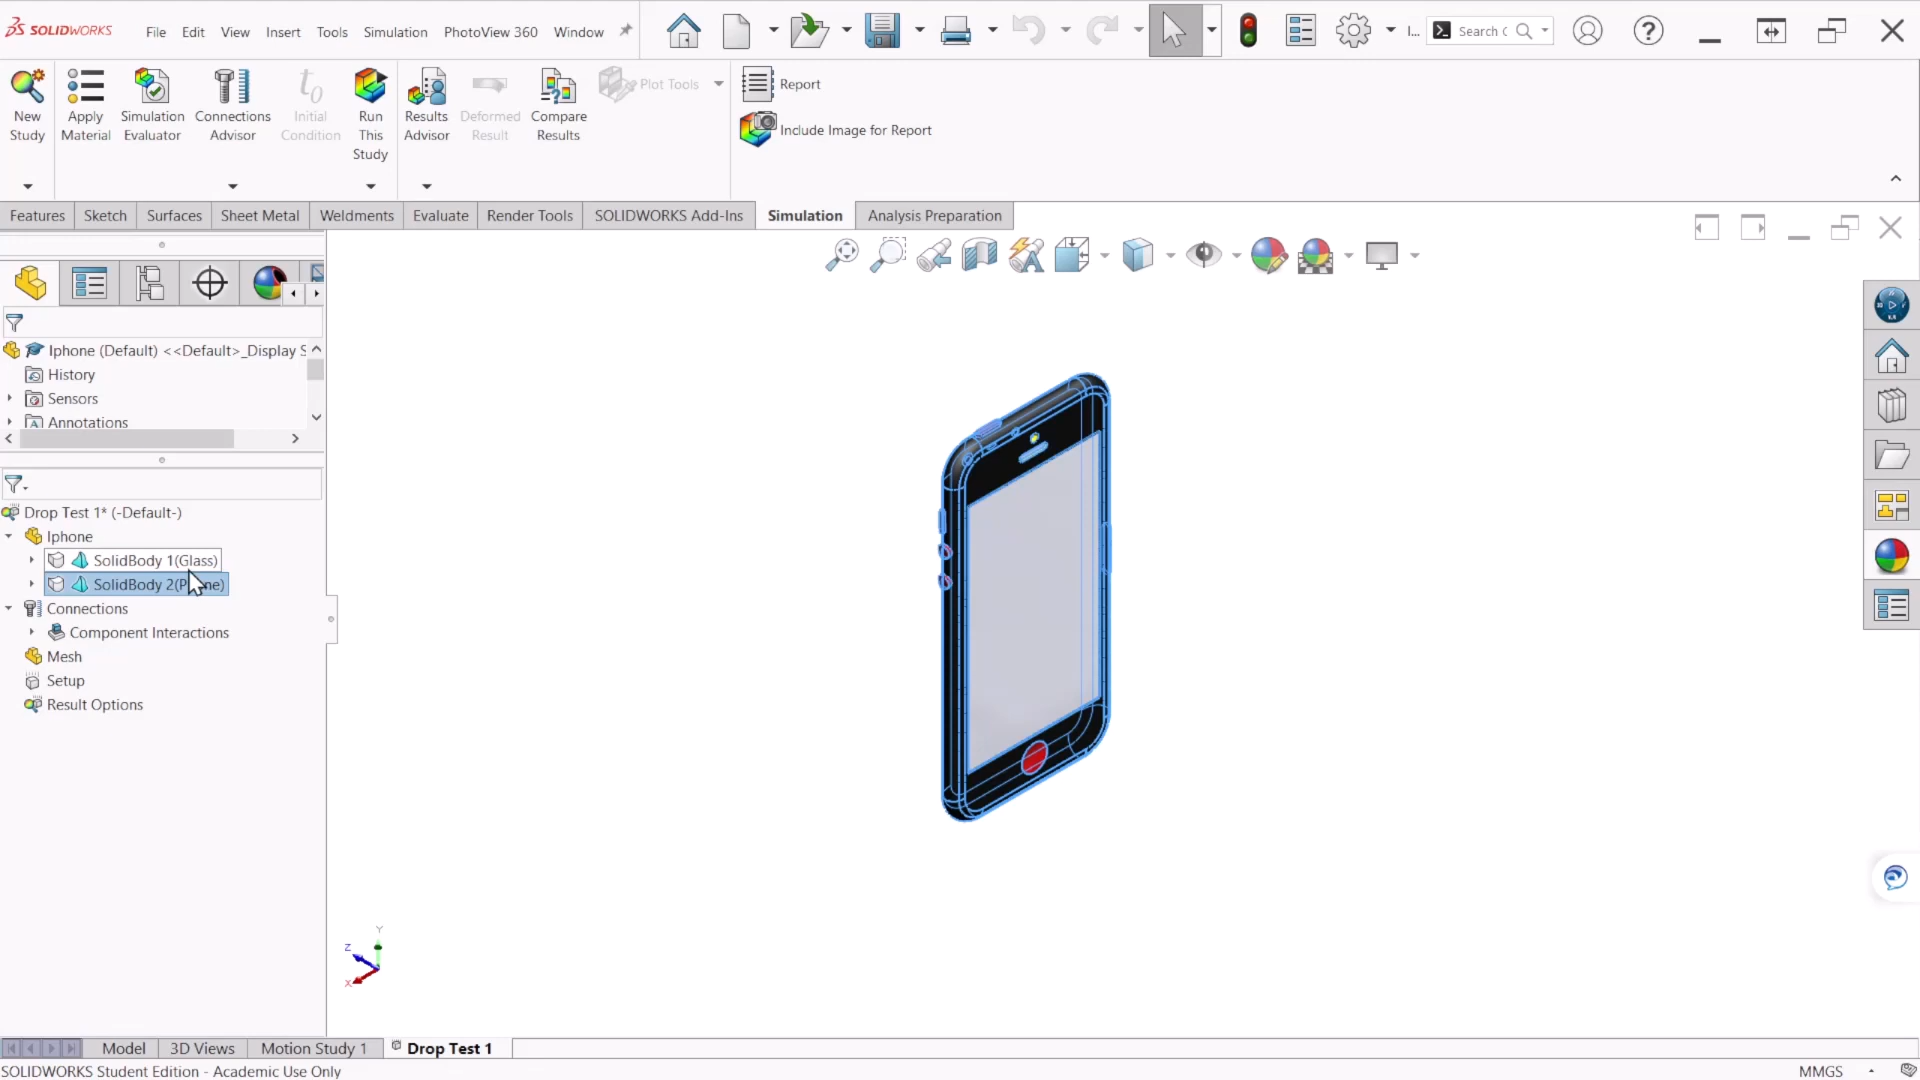 SOLIDWORKS File Edit View Insert Tools Simulation PhotoView 360 Window I... Search (
New Study
Apply Material
Simulation Evaluator
Connections Advisor
Initial Condition
Run This Study
Results Advisor
Deformed Result
Compare Results
Plot Tools
Report
Include Image for Report
Features Sketch Surfaces Sheet Metal Weldments Evaluate Render Tools SOLIDWORKS Add-Ins Simulation Analysis Preparation
Iphone (Default) <<Default>_Display S
History
Sensors
Annotations
Drop Test 1* (-Default-)
Iphone
SolidBody 1(Glass)
SolidBody 2(P ne)
Connections
Component Interactions
Mesh
Setup
Result Options
Y
Z
X
Model 3D Views Motion Study 1 Drop Test 1
SOLIDWORKS Student Edition - Academic Use Only MMGS